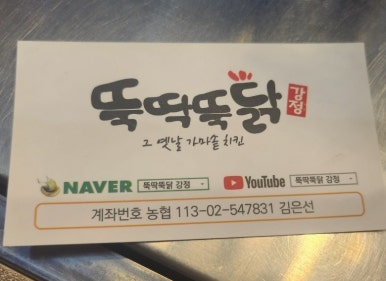 뚝딱뚝닭 강정
그 옛날 가마솥 치킨
NAVER 뚝딱뚝닭 강정 YouTube 뚝딱뚝닭 강정
계좌번호 농협 113-02-547831 김은선